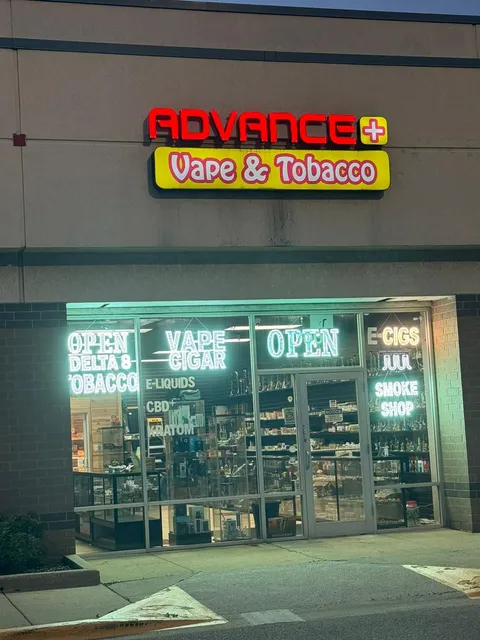 ADVANCE +
Vape & Tobacco
OPEN
DELTA 8
TOBACCO
VAPE
CIGAR
E-LIQUIDS
CBD
KRATOM
OPEN
E-CIGS
JUUL
SMOKE
SHOP